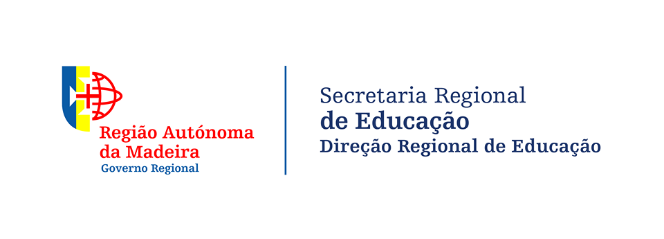 Região Autónoma
da Madeira
Governo Regional
Secretaria Regional
de Educação
Direção Regional de Educação